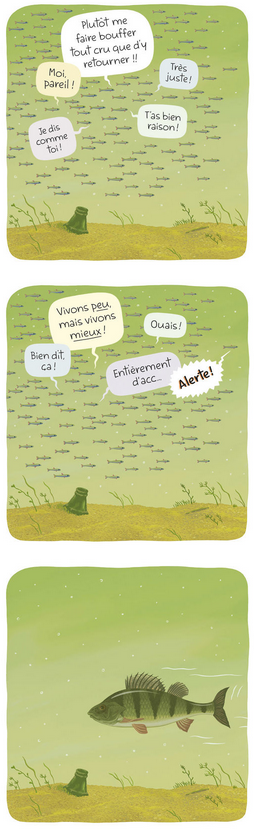 Plutôt me
faire bouffer
tout cru que d'y
retourner !!
Moi,
pareil !
Très
juste !
T'as bien
raison !
Je dis
comme
toi !
Vivons peu,
mais vivons
mieux !
Ouais !
Bien dit,
ça !
Entièrement
d'acc...
Alerte !